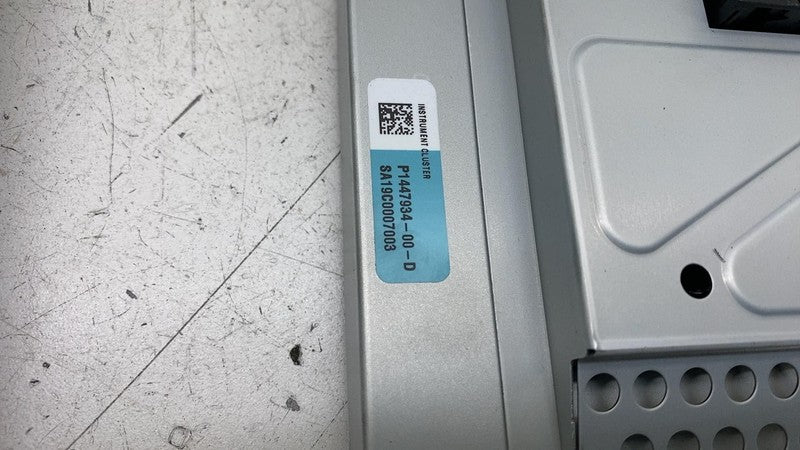 INSTRUMENT CLUSTER
P1447934-00-D
SA19C0007003